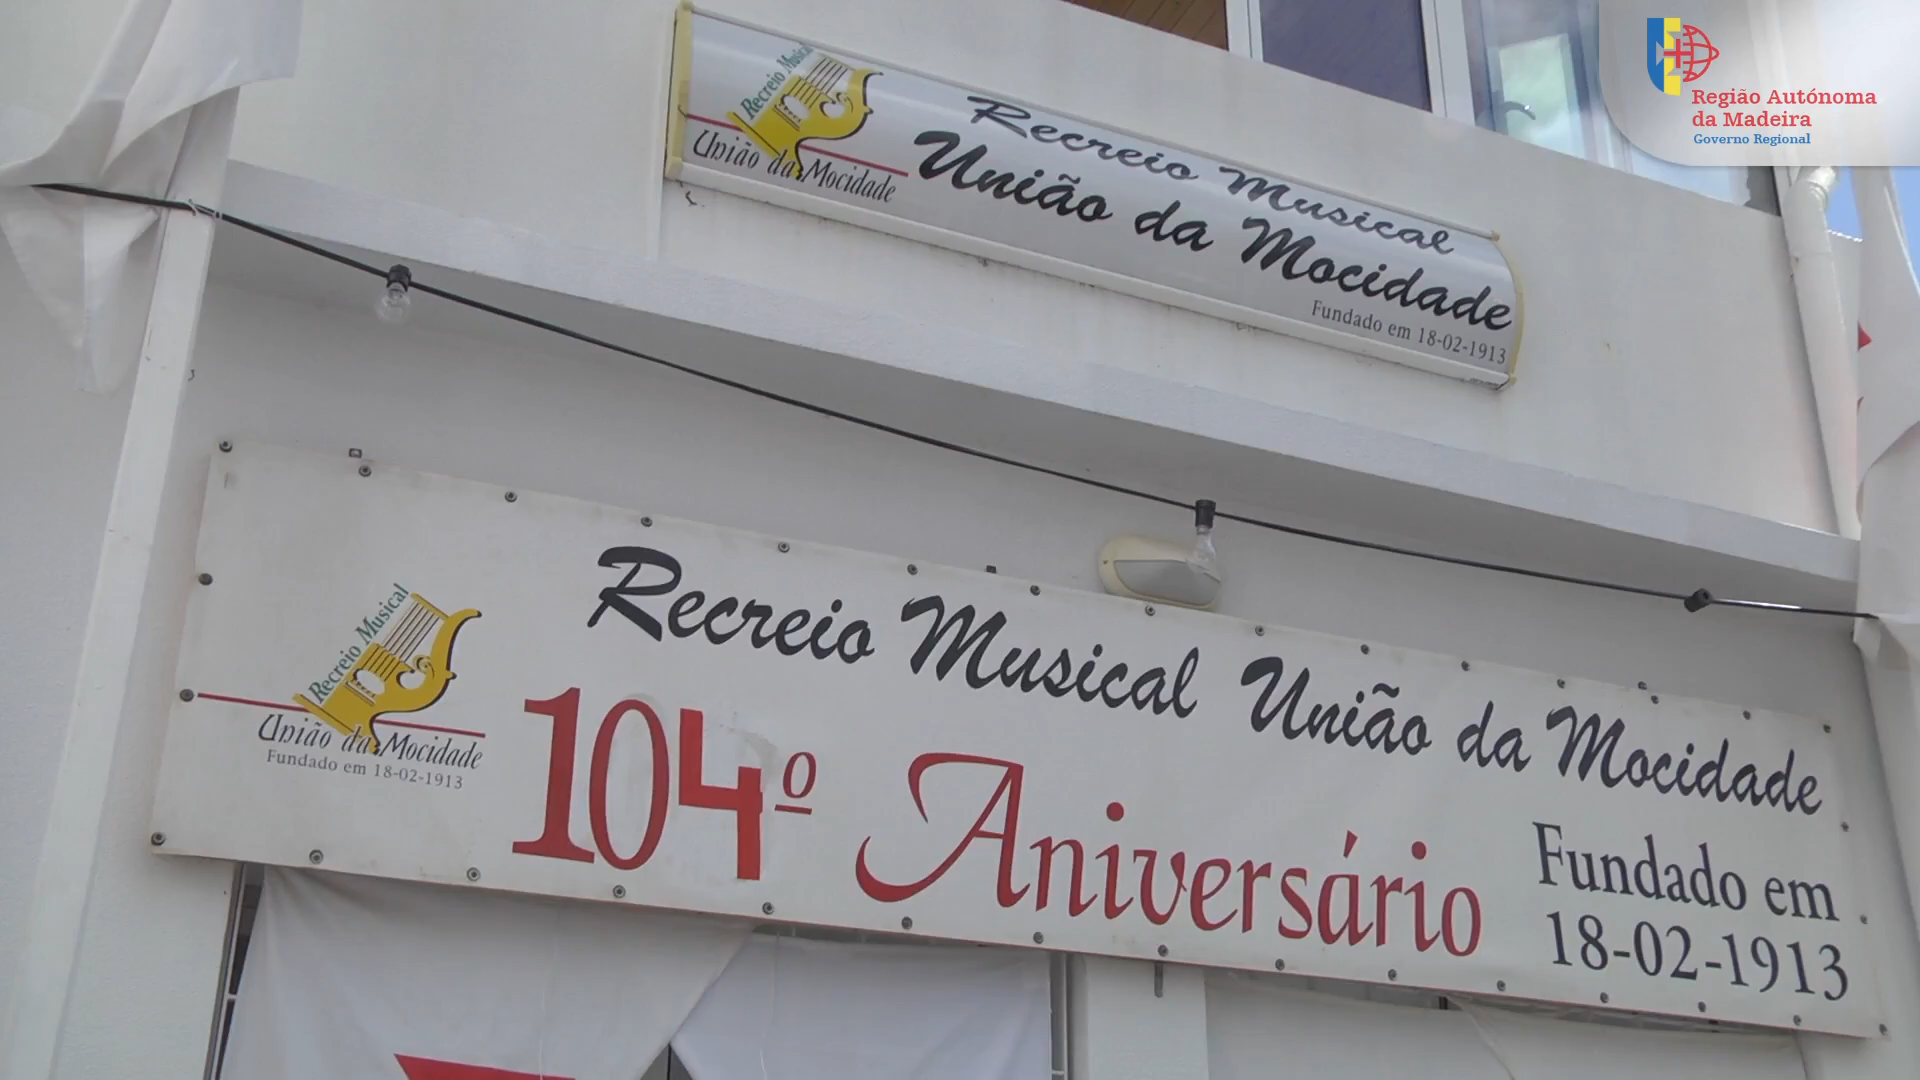 Região Autónoma
da Madeira
Governo Regional
Recreio Musical
União da Mocidade
Recreio Musical
União da Mocidade
Fundado em 18-02-1913
Recreio Musical
União da Mocidade
Fundado em 18-02-1913
Recreio Musical União da Mocidade
104º Aniversário
Fundado em
18-02-1913